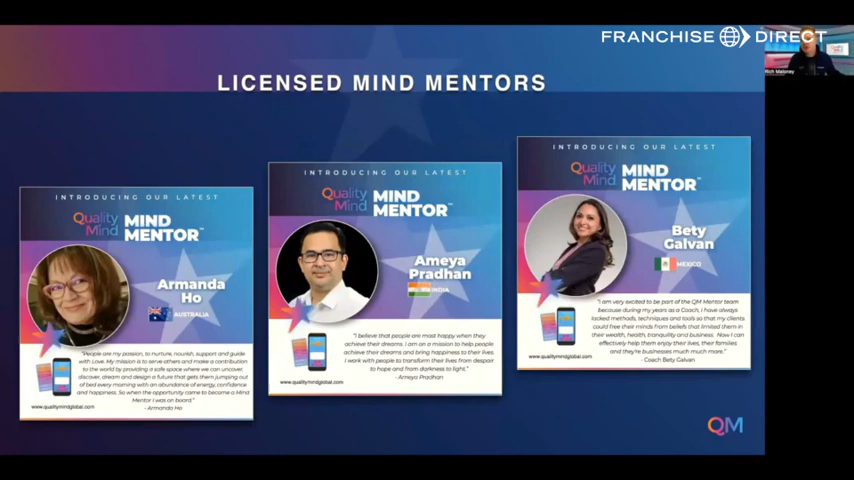 FRANCHISE DIRECT
Rich Maloney
LICENSED MIND MENTORS
INTRODUCING OUR LATEST
Quality
Mind
MIND
MENTOR™
Armanda
Ho
AUSTRALIA
"People are my passion, to nurture, nourish, support and guide
with Love. My mission is to serve others and make a contribution
to the world by providing a safe space where we can uncover,
discover, dream and design a future that gets them jumping out
of bed every morning with an abundance of energy, confidence
and happiness. So when the opportunity came to become a Mind
Mentor I was on board."
-Armanda Ho
www.qualitymindglobal.com
INTRODUCING OUR LATEST
Quality
Mind
MIND
MENTOR™
Ameya
Pradhan
INDIA
"I believe that people are most happy when they
achieve their dreams. I am on a mission to help people
achieve their dreams and bring happiness to their lives.
I work with people to transform their lives from despair
to hope and from darkness to light."
-Ameya Pradhan
www.qualitymindglobal.com
INTRODUCING OUR LATEST
Quality
Mind
MIND
MENTOR™
Bety
Galvan
MEXICO
"I am very excited to be part of the QM Mentor team
because during my years as a Coach, I have always
lacked methods, techniques and tools so that my clients
could free their minds from beliefs that limited them in
their wealth, health, tranquility and business. Now I can
effectively help them enjoy their lives, their families
and they're businesses much much more."
- Coach Bety Galvan
www.qualitymindglobal.com
QM